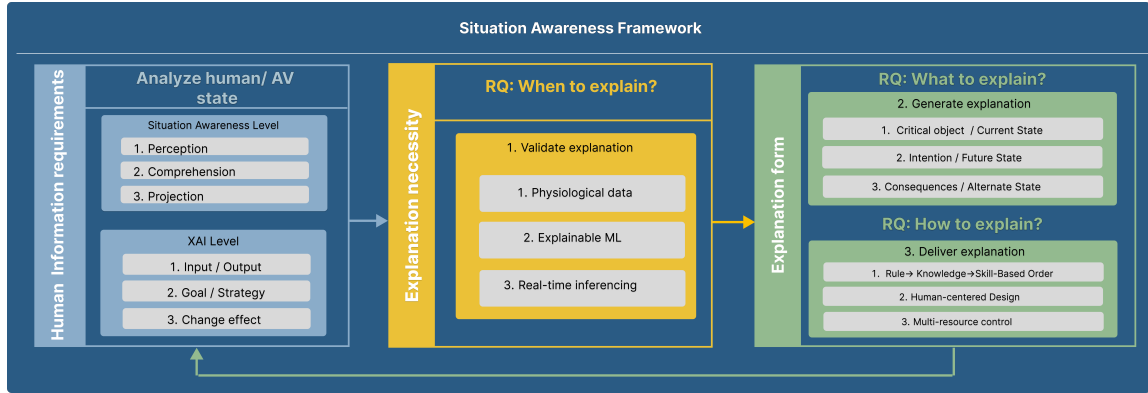 Situation Awareness Framework
Human Information requirements
Analyze human/ AV
state
Situation Awareness Level
1. Perception
2. Comprehension
3. Projection
XAI Level
1. Input / Output
2. Goal / Strategy
3. Change effect
Explanation necessity
RQ: When to explain?
1. Validate explanation
1. Physiological data
2. Explainable ML
3. Real-time inferencing
Explanation form
RQ: What to explain?
2. Generate explanation
1. Critical object / Current State
2. Intention / Future State
3. Consequences / Alternate State
RQ: How to explain?
3. Deliver explanation
1. Rule→ Knowledge→Skill-Based Order
2. Human-centered Design
3. Multi-resource control